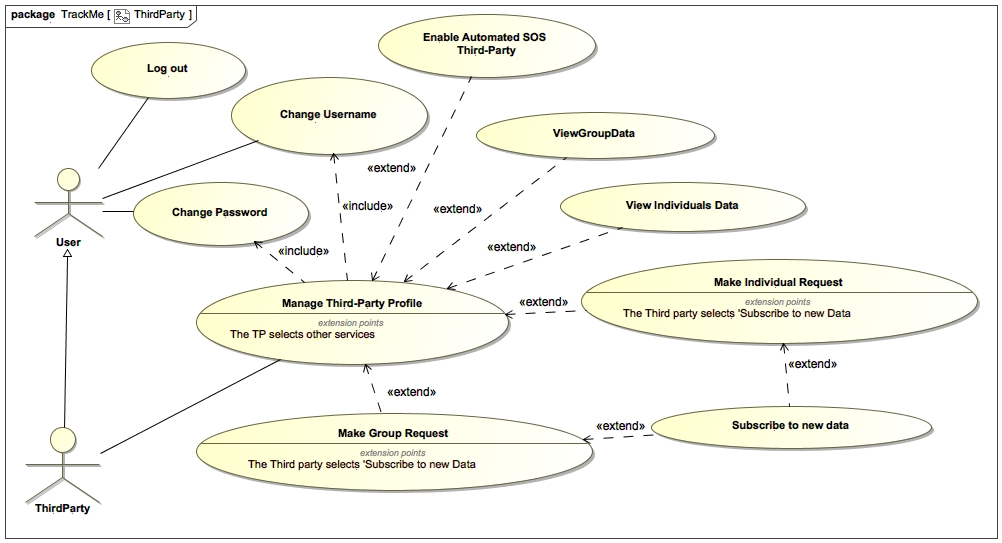 package TrackMe [ ThirdParty ]
Enable Automated SOS
Third-Party
Log out
Change Username
ViewGroupData
«extend»
View Individuals Data
«include»
«extend»
Change Password
User
«include»
«extend»
Make Individual Request
extension points
The Third party selects 'Subscribe to new Data
Manage Third-Party Profile
extension points
The TP selects other services
«extend»
«extend»
«extend»
Make Group Request
extension points
The Third party selects 'Subscribe to new Data
«extend»
Subscribe to new data
ThirdParty